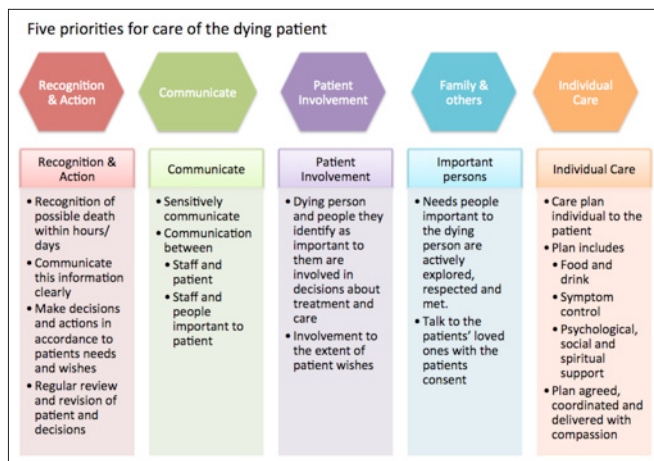 Five priorities for care of the dying patient
Recognition
& Action
Communicate
Patient
Involvement
Family &
others
Individual
Care
Recognition &
Action
• Recognition of
possible death
within hours/
days
• Communicate
this information
clearly
• Make decisions
and actions in
accordance to
patients needs
and wishes
• Regular review
and revision of
patient and
decisions
Communicate
• Sensitively
communicate
• Communication
between
• Staff and
patient
• Staff and
people
important to
patient
Patient
Involvement
• Dying person
and people they
identify as
important to
them are
involved in
decisions about
treatment and
care
• Involvement to
the extent of
patient wishes
Important
persons
• Needs people
important to
the dying
person are
actively
explored,
respected and
met.
• Talk to the
patients' loved
ones with the
patients
consent
Individual Care
• Care plan
individual to the
patient
• Plan includes
• Food and
drink
• Symptom
control
• Psychological,
social and
spiritual
support
• Plan agreed,
coordinated and
delivered with
compassion